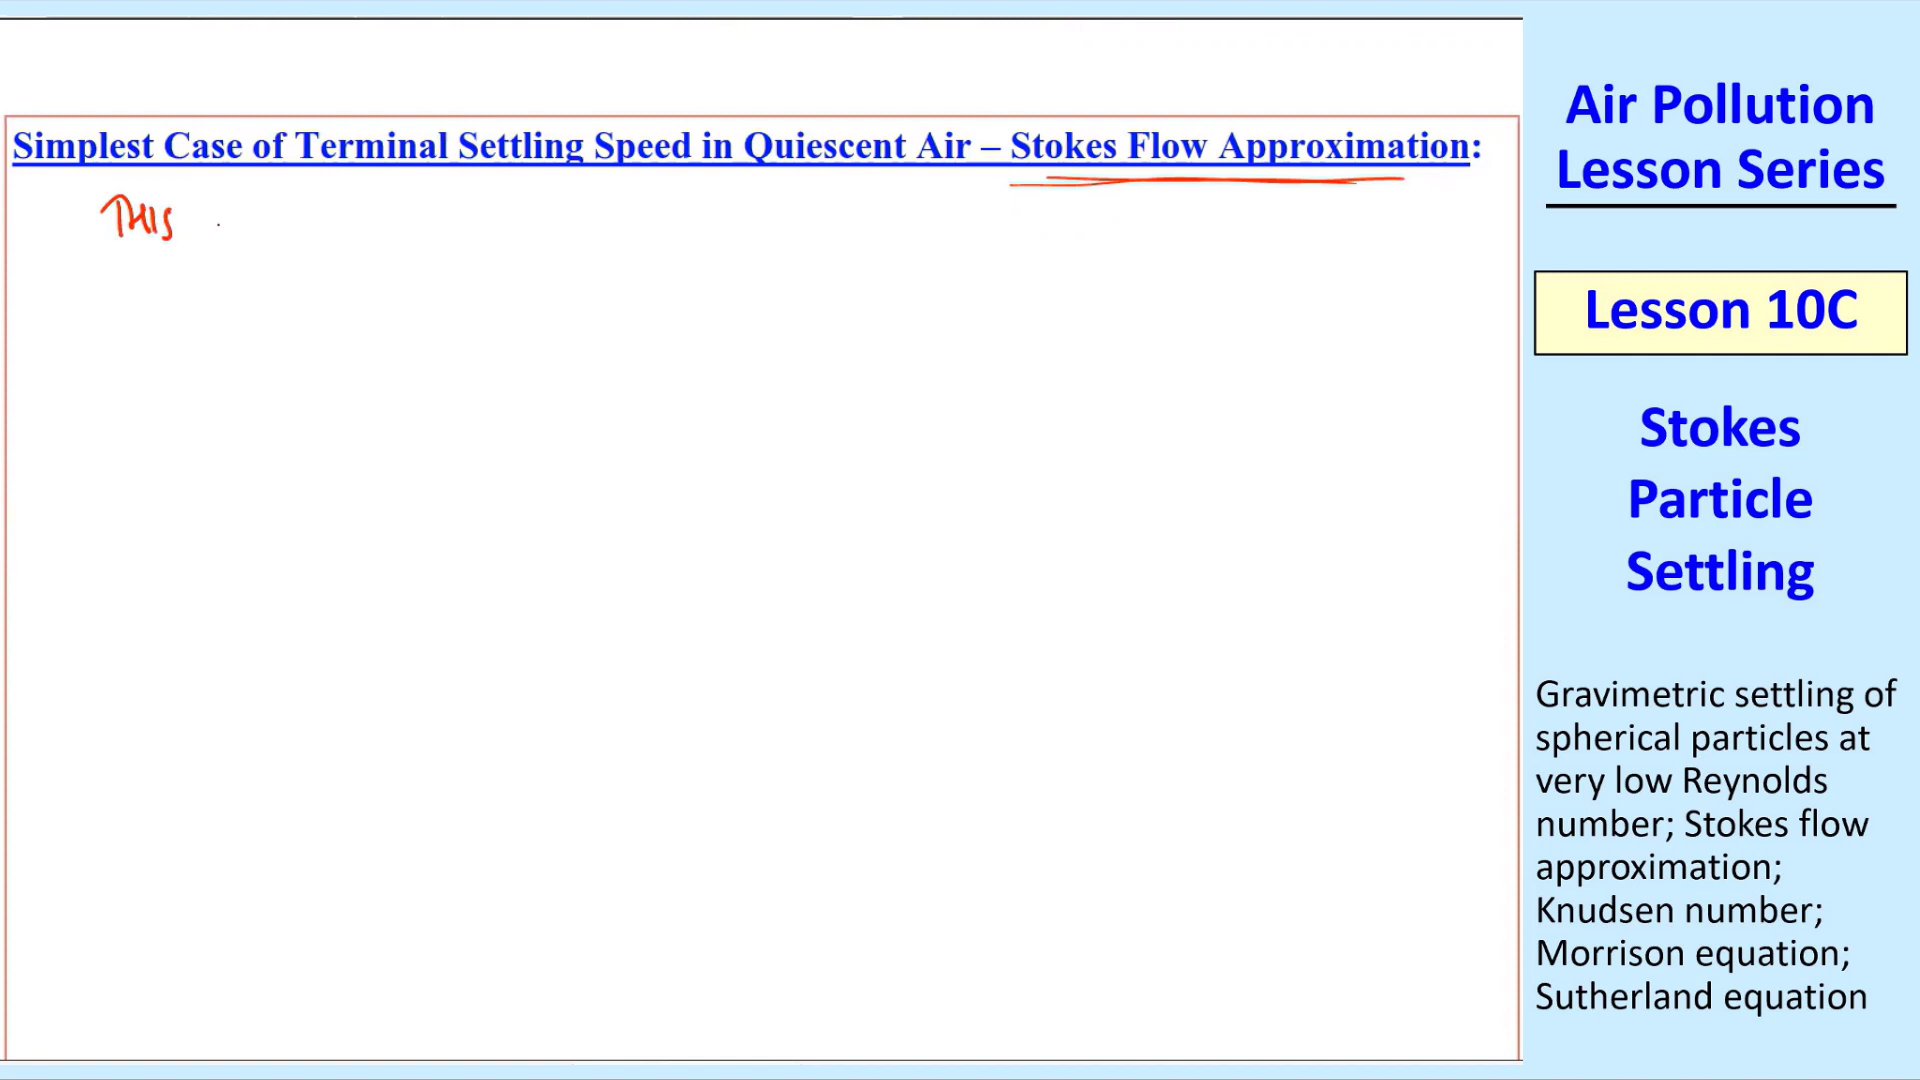 Simplest Case of Terminal Settling Speed in Quiescent Air – Stokes Flow Approximation:
THIS
Air Pollution
Lesson Series
Lesson 10C
Stokes
Particle
Settling
Gravimetric settling of
spherical particles at
very low Reynolds
number; Stokes flow
approximation;
Knudsen number;
Morrison equation;
Sutherland equation